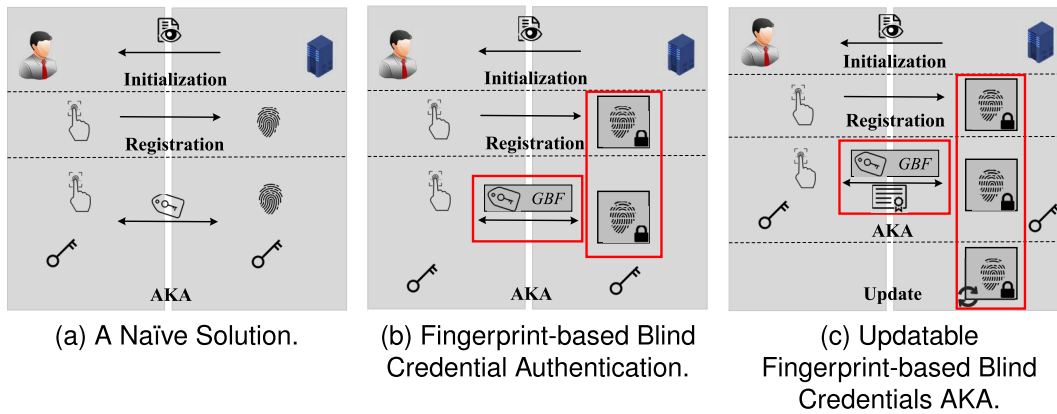 Initialization
Registration
AKA
(a) A Naïve Solution.
Initialization
Registration
GBF
AKA
(b) Fingerprint-based Blind
Credential Authentication.
Initialization
Registration
GBF
AKA
Update
(c) Updatable
Fingerprint-based Blind
Credentials AKA.